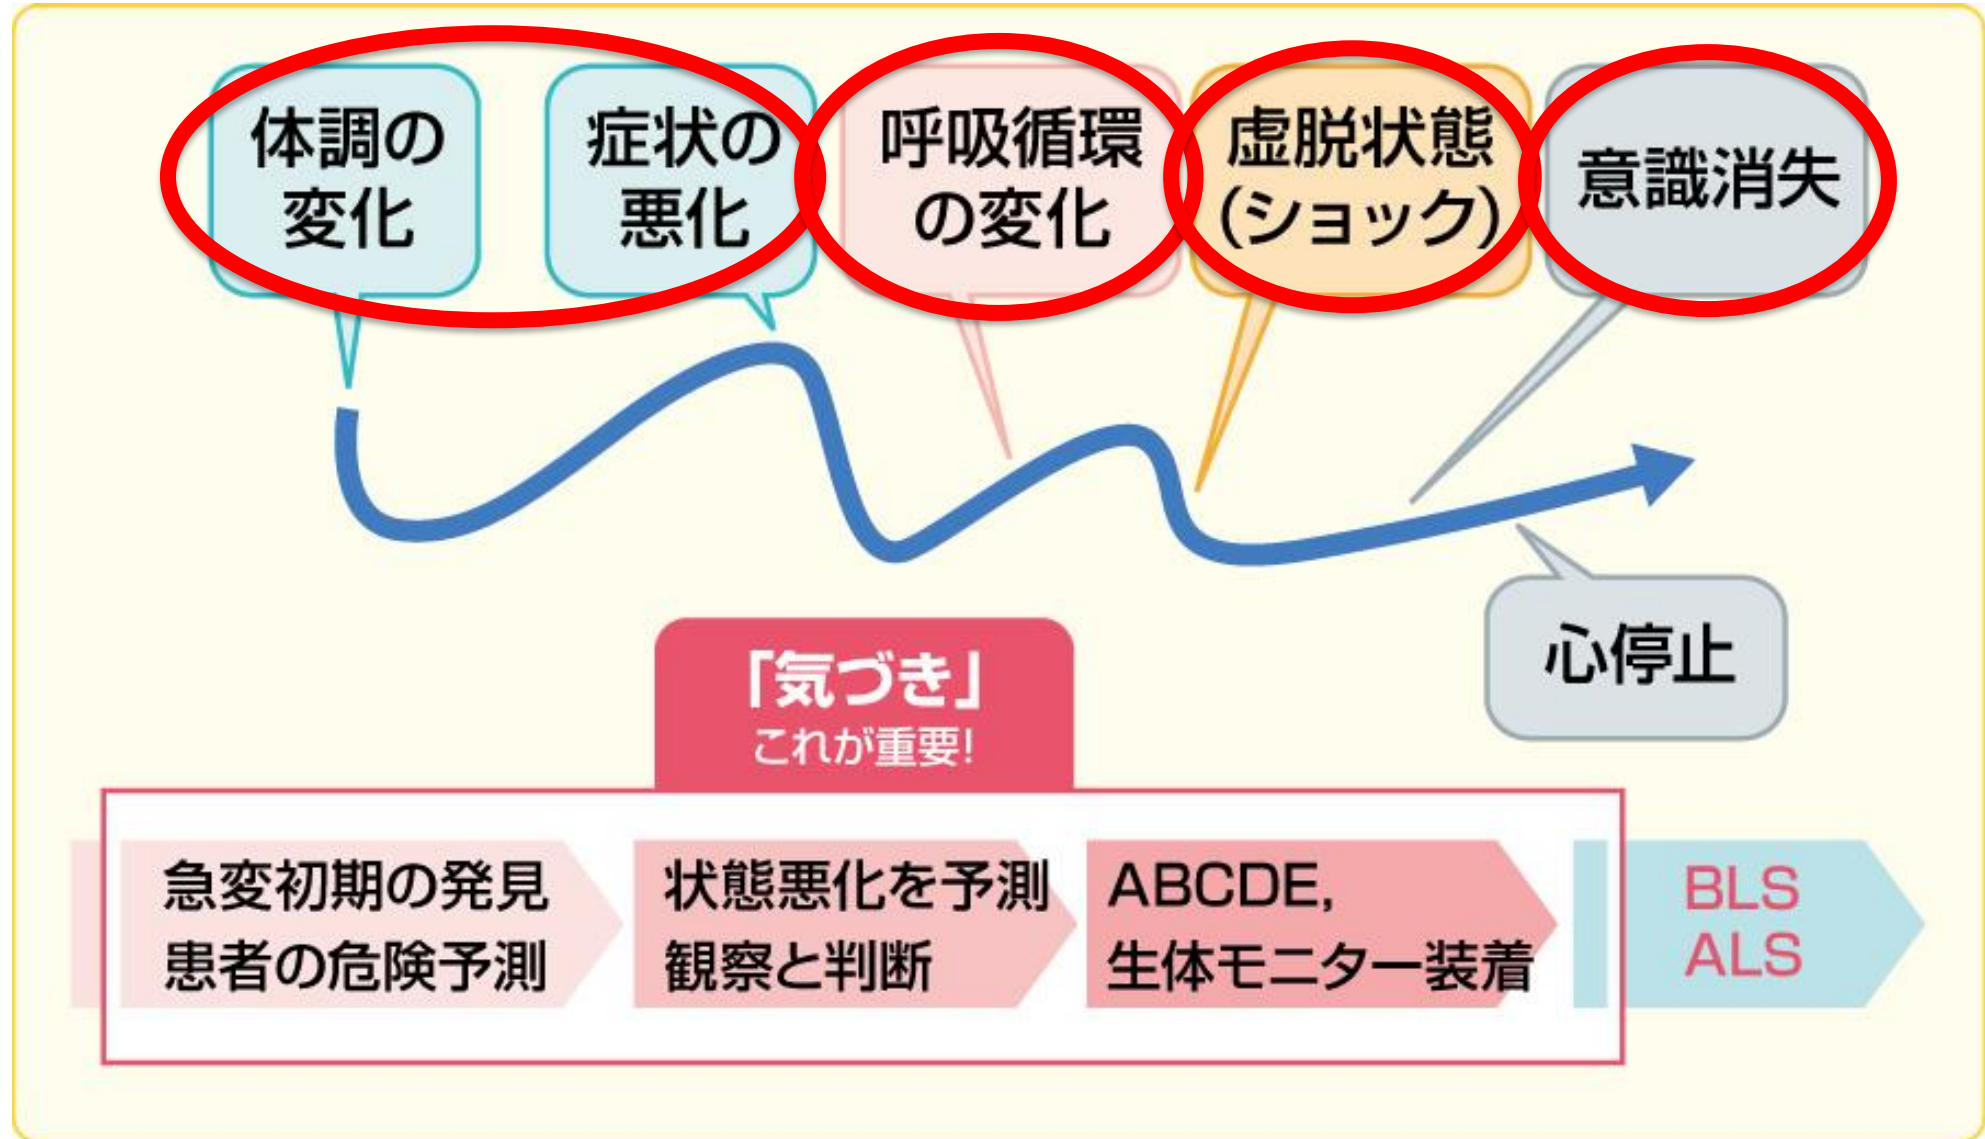 体調の
変化
症状の
悪化
呼吸循環
の変化
虚脱状態
(ショック)
意識消失
心停止
「気づき」
これが重要!
急変初期の発見
患者の危険予測
状態悪化を予測
観察と判断
ABCDE,
生体モニター装着
BLS
ALS